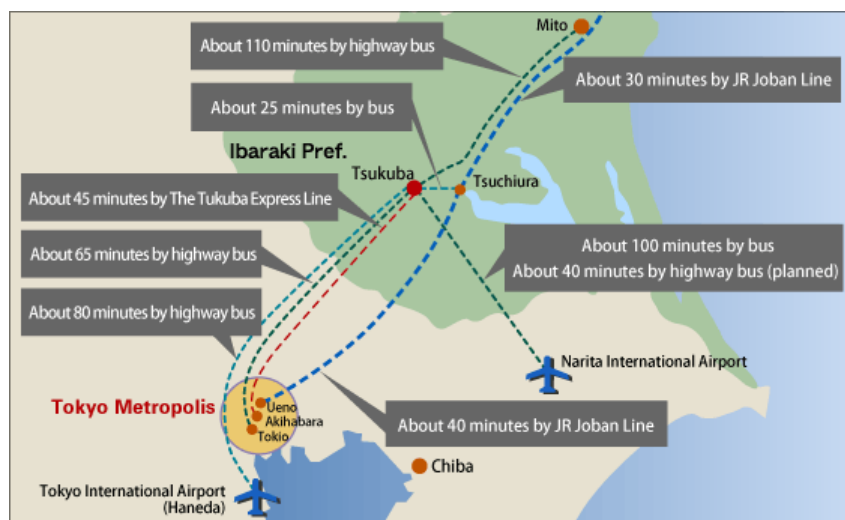 Mito
About 110 minutes by highway bus
About 30 minutes by JR Joban Line
About 25 minutes by bus
Ibaraki Pref.
Tsukuba
Tsuchiura
About 45 minutes by The Tukuba Express Line
About 65 minutes by highway bus
About 100 minutes by bus
About 40 minutes by highway bus (planned)
About 80 minutes by highway bus
Narita International Airport
Tokyo Metropolis
Ueno
Akihabara
Tokio
About 40 minutes by JR Joban Line
Chiba
Tokyo International Airport
(Haneda)